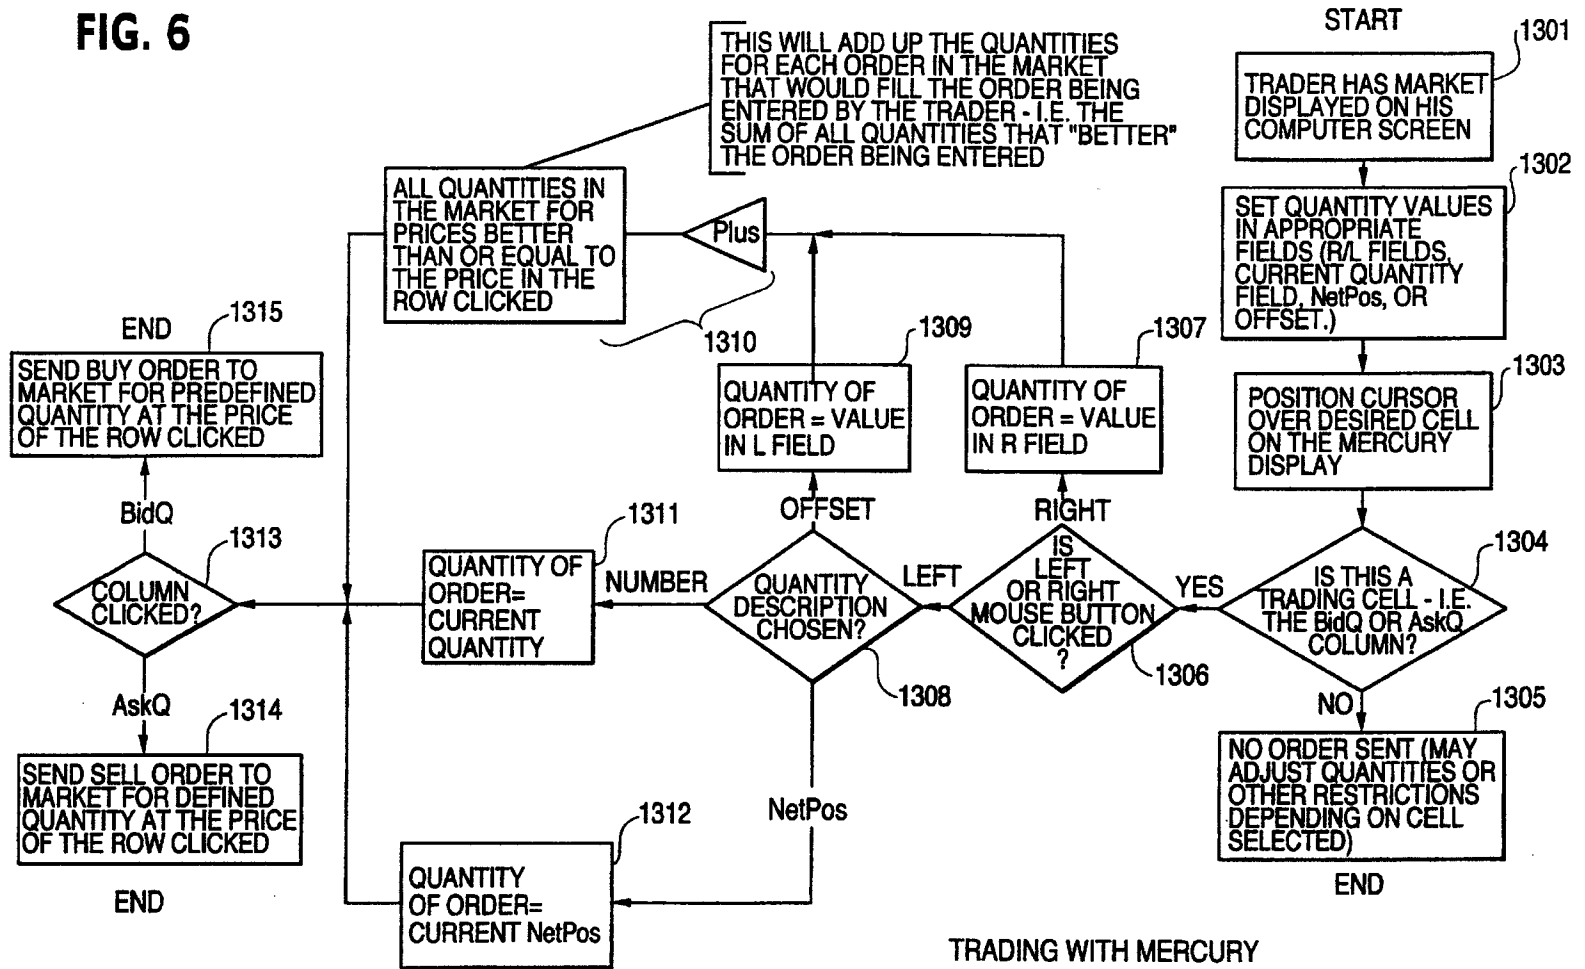 FIG. 6
START
1301
TRADER HAS MARKET
DISPLAYED ON HIS
COMPUTER SCREEN
1302
SET QUANTITY VALUES
IN APPROPRIATE
FIELDS (R/L FIELDS,
CURRENT QUANTITY
FIELD, NetPos, OR
OFFSET.)
1303
POSITION CURSOR
OVER DESIRED CELL
ON THE MERCURY
DISPLAY
1304
IS THIS A
TRADING CELL - I.E.
THE BidQ OR AskQ
COLUMN?
NO
1305
NO ORDER SENT (MAY
ADJUST QUANTITIES OR
OTHER RESTRICTIONS
DEPENDING ON CELL
SELECTED)
END
YES
IS
LEFT
OR RIGHT
MOUSE BUTTON
CLICKED
?
1306
RIGHT
1307
QUANTITY OF
ORDER = VALUE
IN R FIELD
LEFT
QUANTITY
DESCRIPTION
CHOSEN?
1308
OFFSET
1309
QUANTITY OF
ORDER = VALUE
IN L FIELD
Plus
1310
ALL QUANTITIES IN
THE MARKET FOR
PRICES BETTER
THAN OR EQUAL TO
THE PRICE IN THE
ROW CLICKED
THIS WILL ADD UP THE QUANTITIES
FOR EACH ORDER IN THE MARKET
THAT WOULD FILL THE ORDER BEING
ENTERED BY THE TRADER - I.E. THE
SUM OF ALL QUANTITIES THAT "BETTER"
THE ORDER BEING ENTERED
NUMBER
1311
QUANTITY OF
ORDER=
CURRENT
QUANTITY
NetPos
1312
QUANTITY
OF ORDER=
CURRENT NetPos
1313
COLUMN
CLICKED?
BidQ
1315
END
SEND BUY ORDER TO
MARKET FOR PREDEFINED
QUANTITY AT THE PRICE
OF THE ROW CLICKED
AskQ
1314
SEND SELL ORDER TO
MARKET FOR DEFINED
QUANTITY AT THE PRICE
OF THE ROW CLICKED
END
TRADING WITH MERCURY